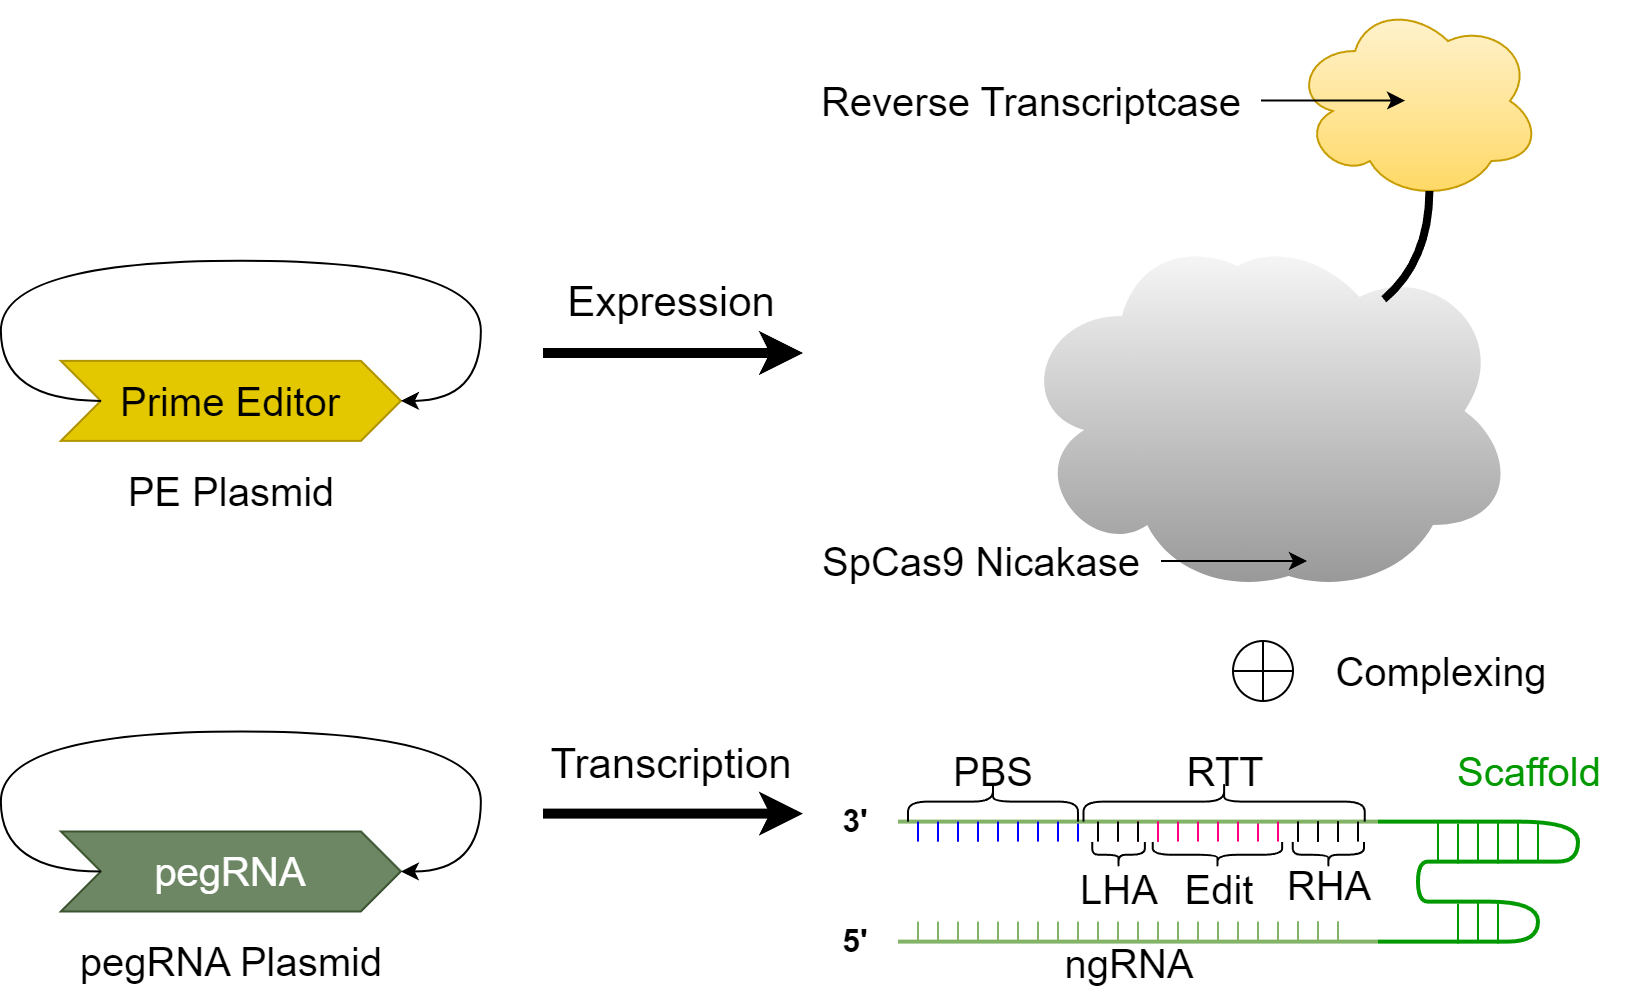 Reverse Transcriptcase
Expression
Prime Editor
PE Plasmid
SpCas9 Nicakase
Complexing
Transcription
PBS
RTT
Scaffold
3'
pegRNA
LHA
Edit
RHA
5'
pegRNA Plasmid
ngRNA